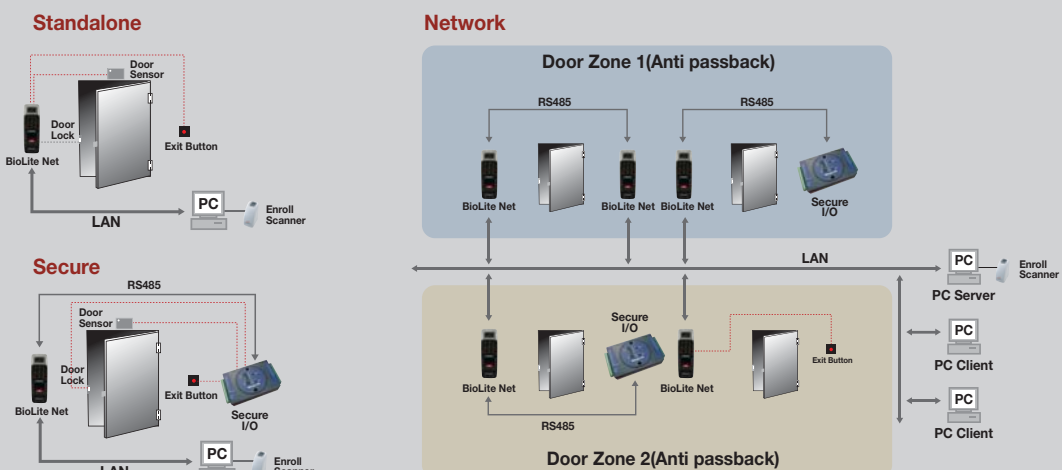 Standalone
Door
Sensor
Door
Lock
BioLite Net
Exit Button
PC
LAN
Enroll
Scanner
Secure
RS485
Door
Sensor
Door
Lock
BioLite Net
Exit Button
Secure
I/O
PC
LAN
Enroll
Scanner
Network
Door Zone 1(Anti passback)
RS485
RS485
BioLite Net
BioLite Net
BioLite Net
Secure
I/O
LAN
PC
Enroll
Scanner
PC Server
PC
PC Client
PC
PC Client
Secure
I/O
BioLite Net
BioLite Net
Exit Button
RS485
Door Zone 2(Anti passback)